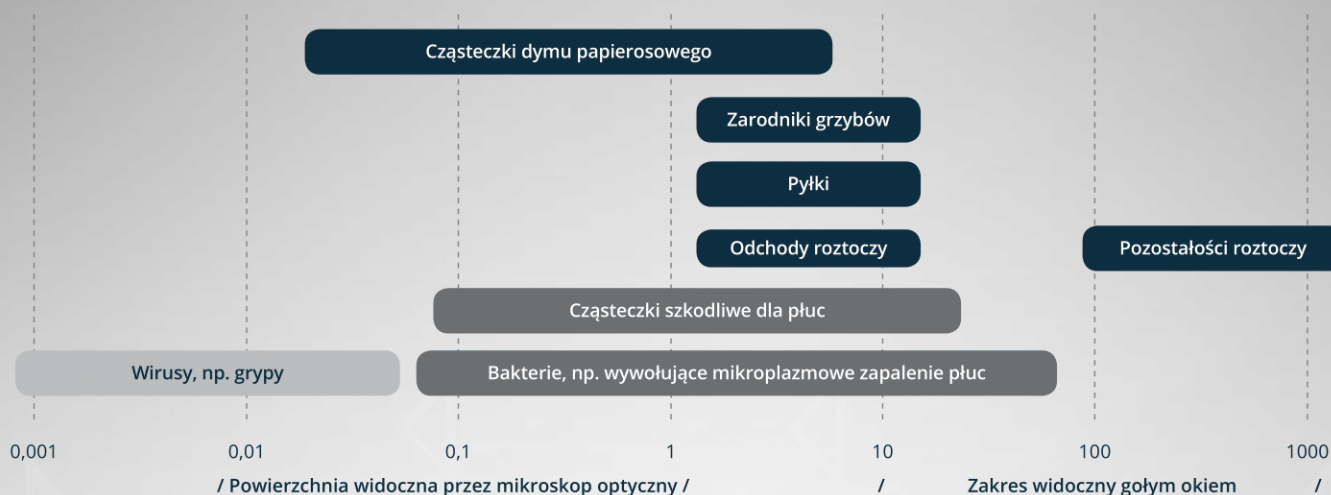 Cząsteczki dymu papierosowego
Zarodniki grzybów
Pyłki
Odchody roztoczy
Pozostałości roztoczy
Cząsteczki szkodliwe dla płuc
Wirusy, np. grypy
Bakterie, np. wywołujące mikroplazmowe zapalenie płuc
0,001 0,01 0,1 1 10 100 1000
/ Powierzchnia widoczna przez mikroskop optyczny / / Zakres widoczny gołym okiem /